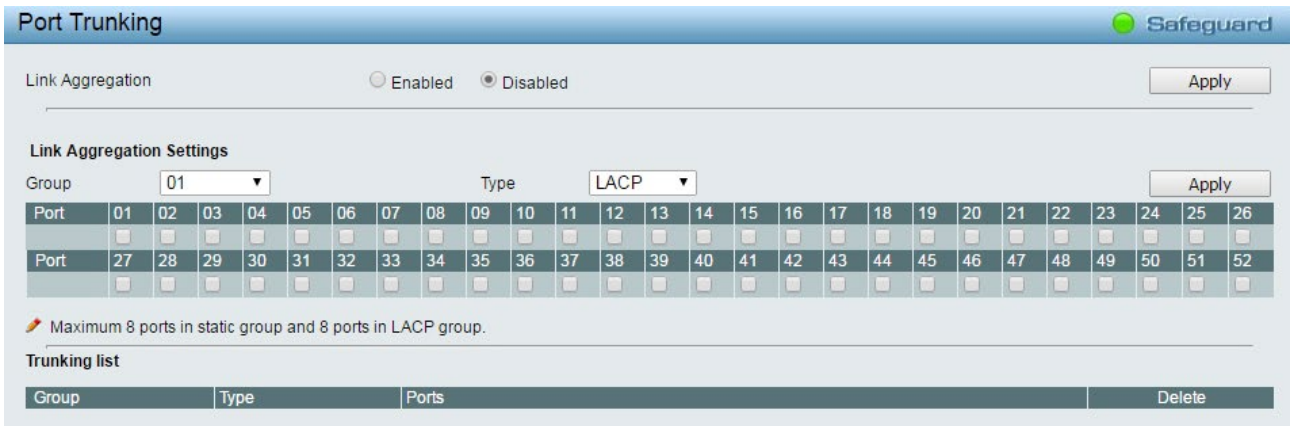 Port Trunking Safeguard
Link Aggregation Enabled Disabled Apply
Link Aggregation Settings
Group 01 Type LACP Apply
Port 01 02 03 04 05 06 07 08 09 10 11 12 13 14 15 16 17 18 19 20 21 22 23 24 25 26
Port 27 28 29 30 31 32 33 34 35 36 37 38 39 40 41 42 43 44 45 46 47 48 49 50 51 52
Maximum 8 ports in static group and 8 ports in LACP group.
Trunking list
Group Type Ports Delete